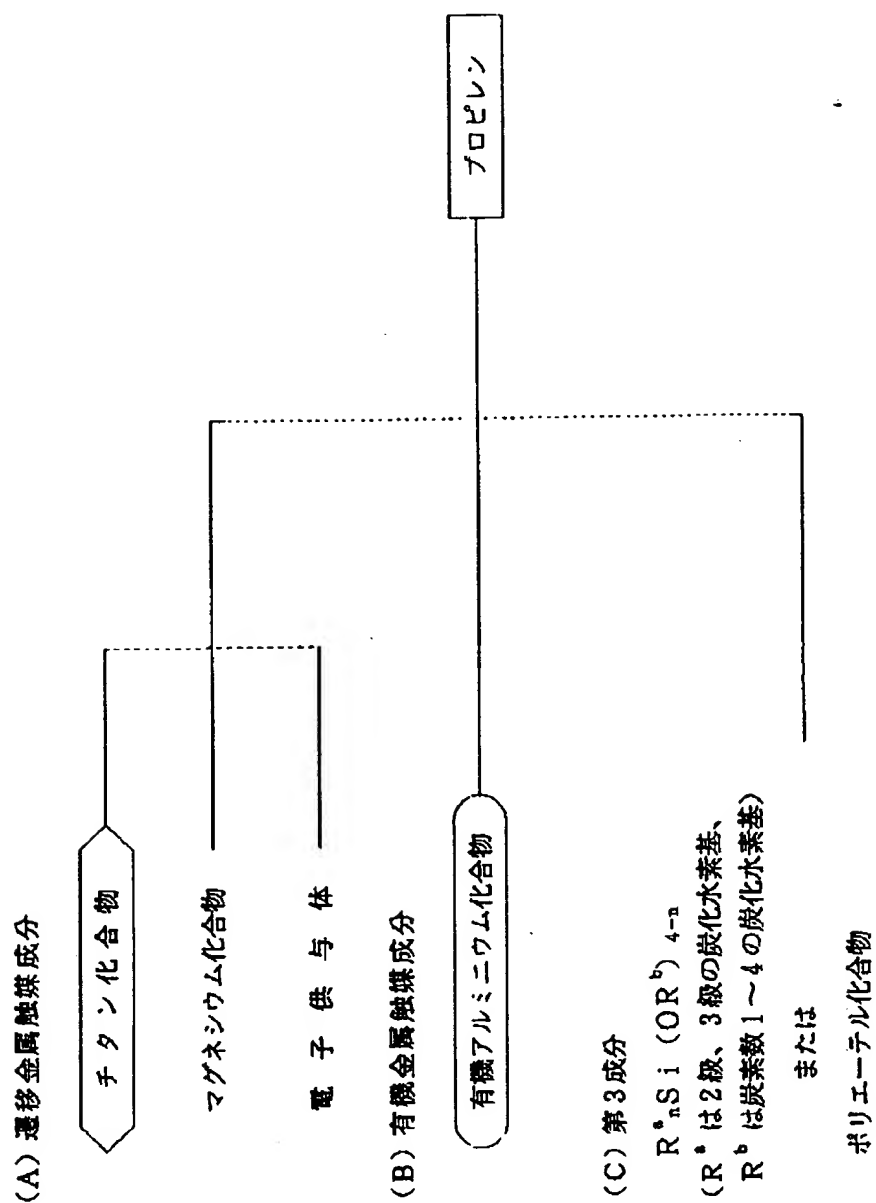 (A) 遷移金属触媒成分
チタン化合物
マグネシウム化合物
電子供与体
(B) 有機金属触媒成分
有機アルミニウム化合物
(C) 第3成分
RᵃₙSi(ORᵇ)₄₋ₙ
(Rᵃは2級、3級の炭化水素基、
Rᵇは炭素数1〜4の炭化水素基)
または
ポリエーテル化合物
プロピレン